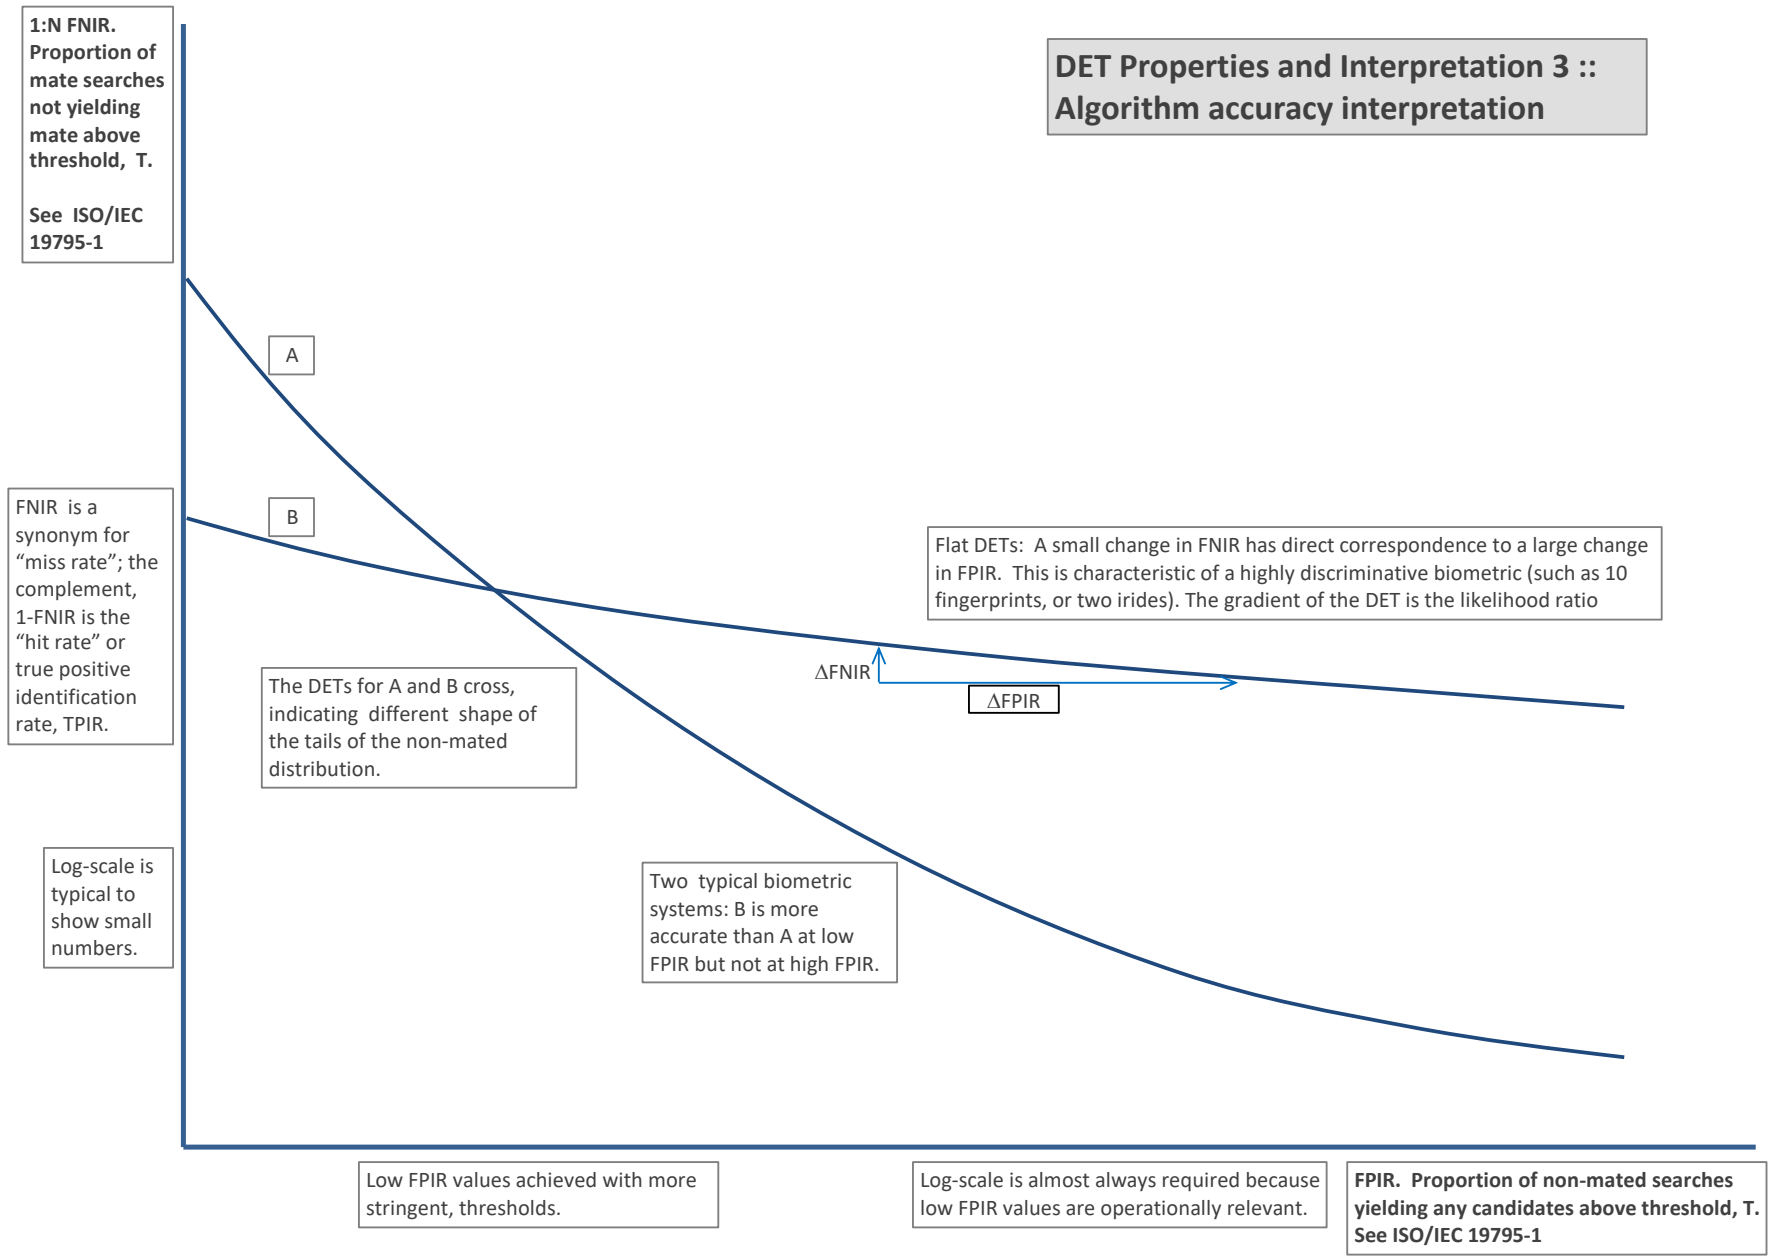 1:N FNIR.
Proportion of
mate searches
not yielding
mate above
threshold, T.
See ISO/IEC
19795-1
DET Properties and Interpretation 3 ::
Algorithm accuracy interpretation
A
B
FNIR is a
synonym for
“miss rate”; the
complement,
1-FNIR is the
“hit rate” or
true positive
identification
rate, TPIR.
Flat DETs: A small change in FNIR has direct correspondence to a large change
in FPIR. This is characteristic of a highly discriminative biometric (such as 10
fingerprints, or two irides). The gradient of the DET is the likelihood ratio
ΔFNIR
ΔFPIR
The DETs for A and B cross,
indicating different shape of
the tails of the non-mated
distribution.
Log-scale is
typical to
show small
numbers.
Two typical biometric
systems: B is more
accurate than A at low
FPIR but not at high FPIR.
Low FPIR values achieved with more
stringent, thresholds.
Log-scale is almost always required because
low FPIR values are operationally relevant.
FPIR. Proportion of non-mated searches
yielding any candidates above threshold, T.
See ISO/IEC 19795-1